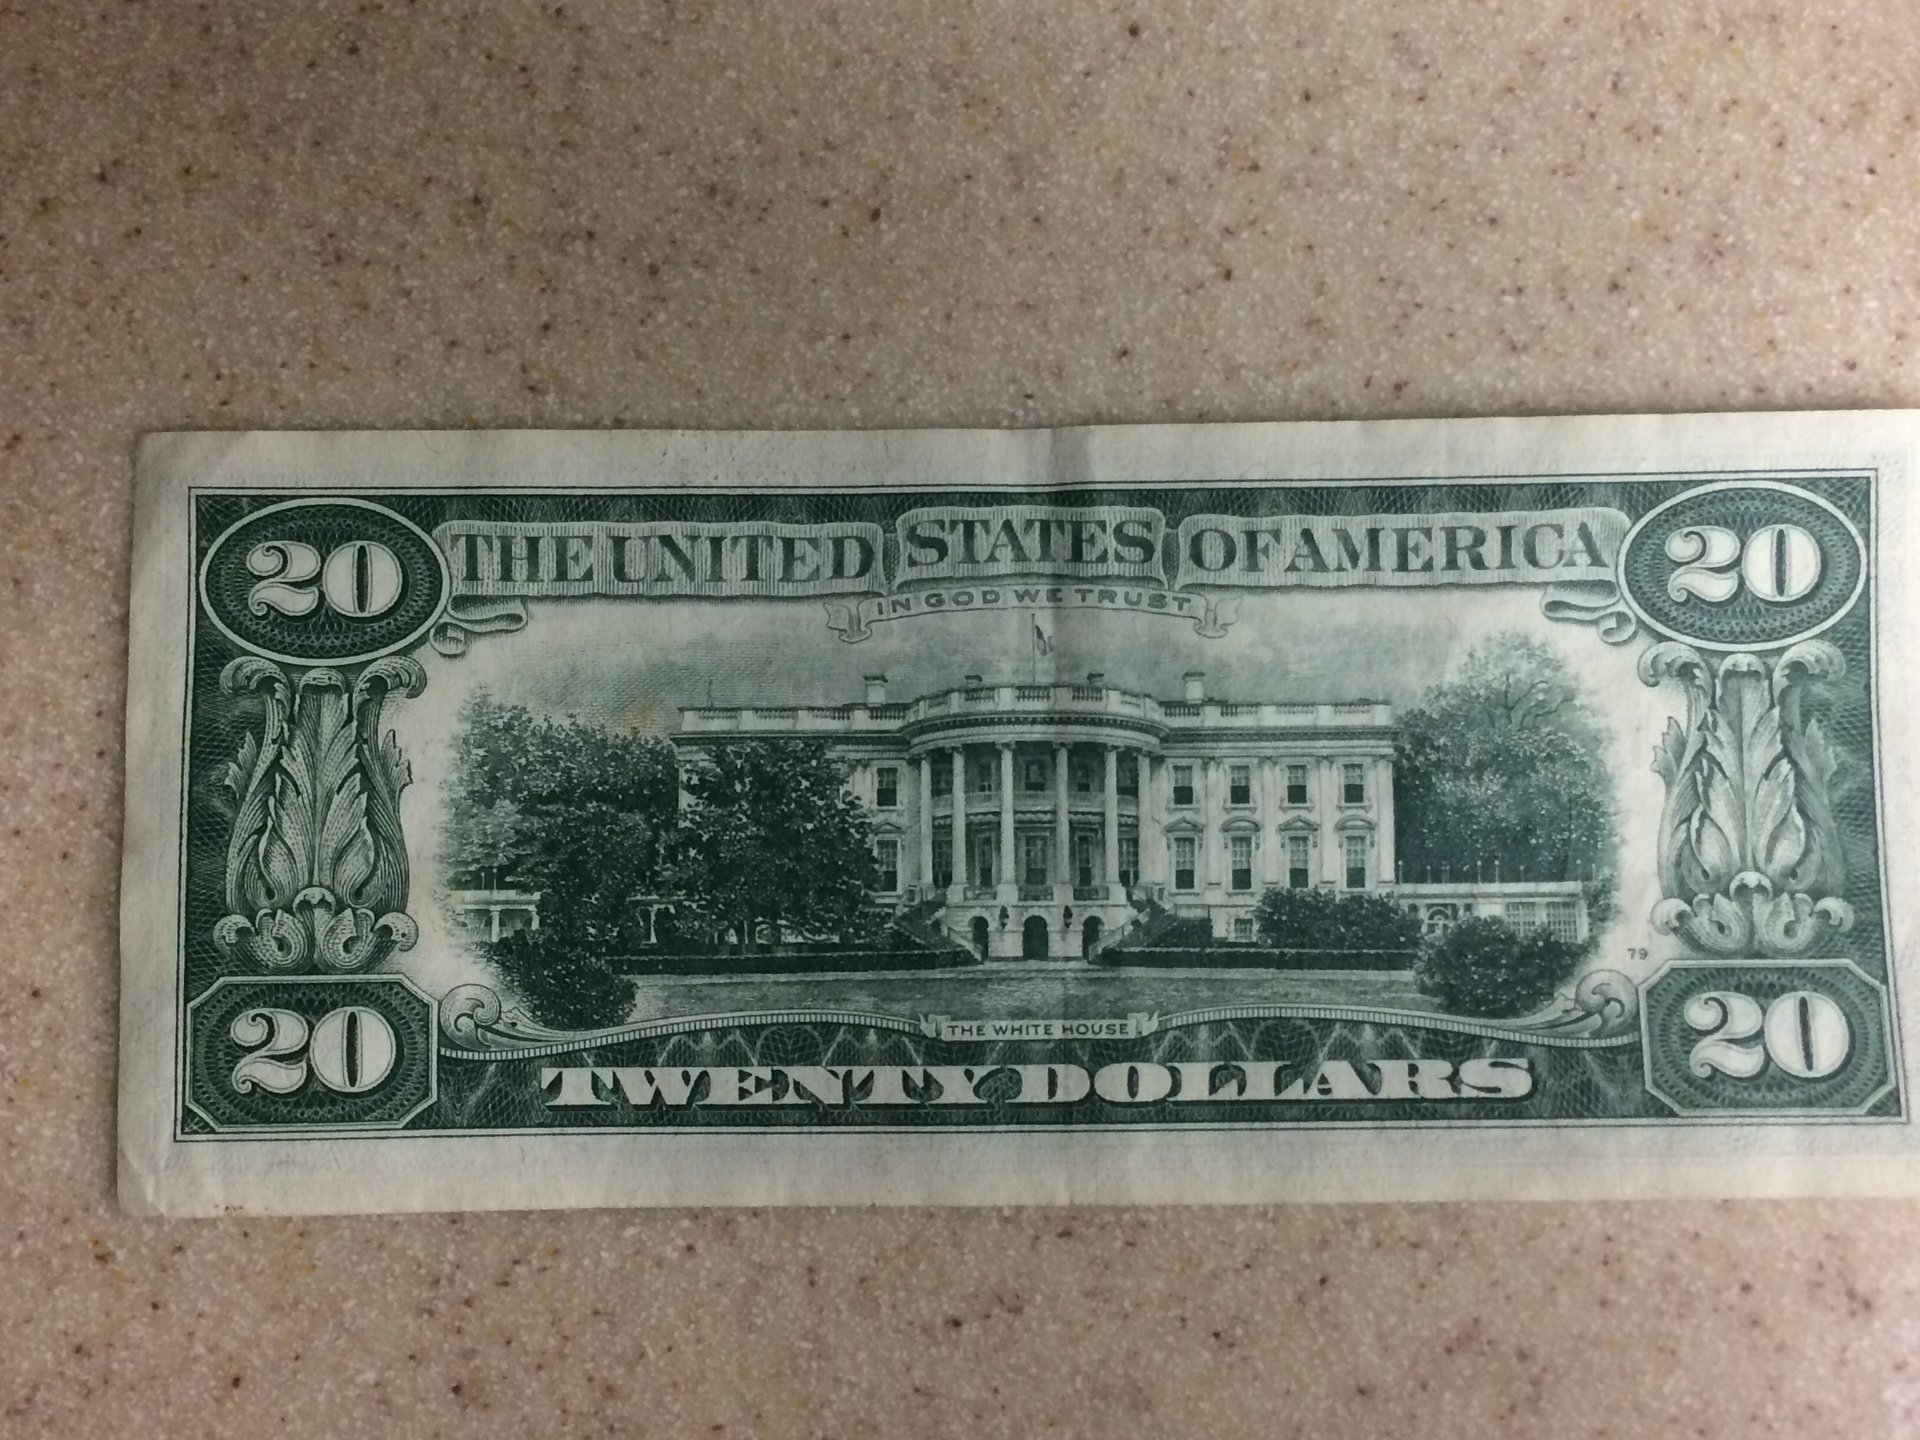 20 THE UNITED STATES OF AMERICA 20
IN GOD WE TRUST
79
THE WHITE HOUSE
20 TWENTY DOLLARS 20